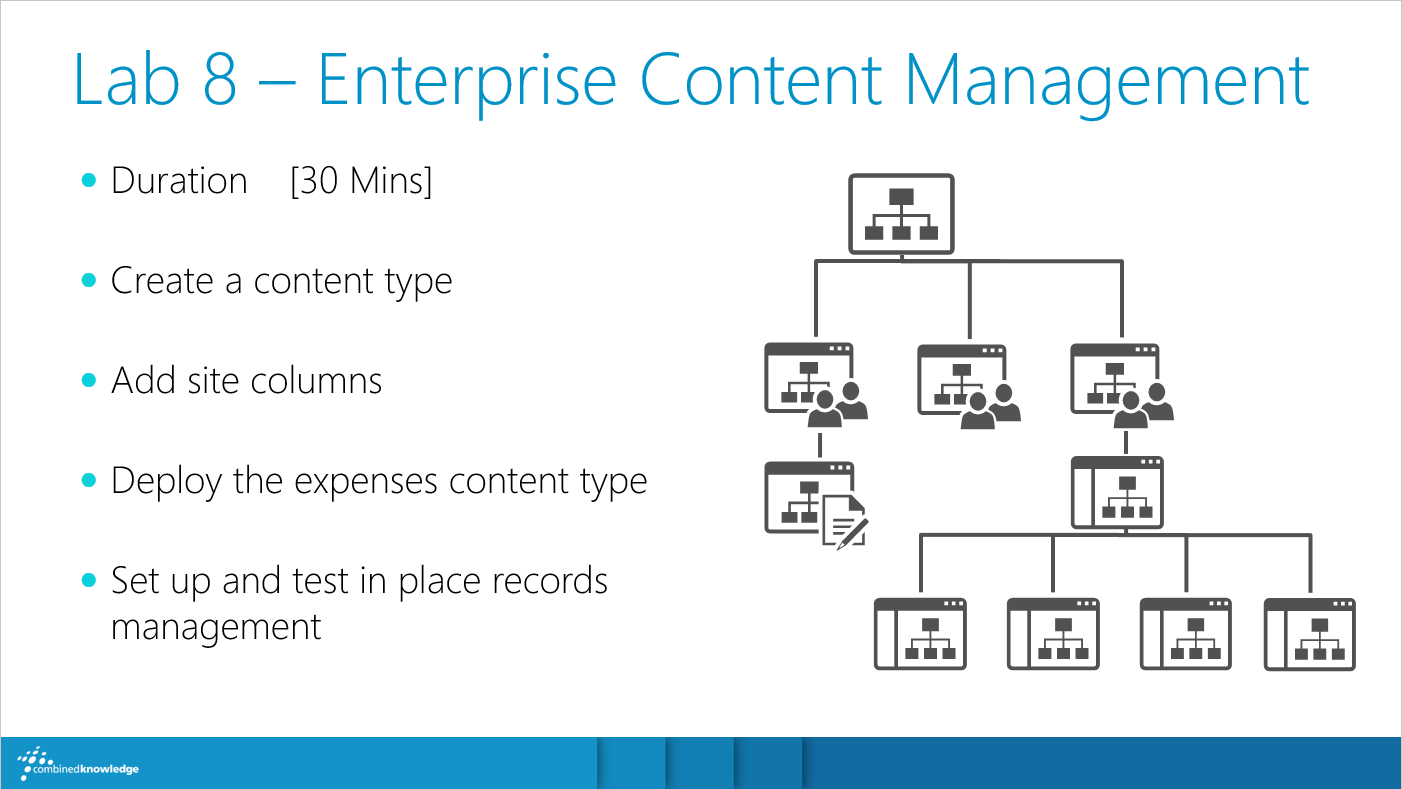 Lab 8 – Enterprise Content Management
• Duration [30 Mins]
• Create a content type
• Add site columns
• Deploy the expenses content type
• Set up and test in place records
management
combinedknowledge